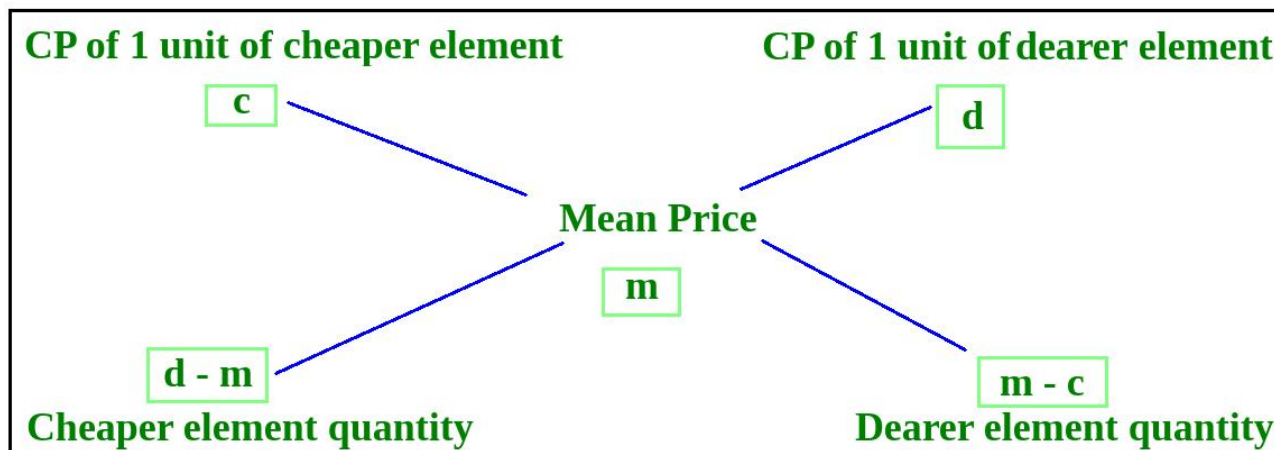 CP of 1 unit of cheaper element
CP of 1 unit of dearer element
c
d
Mean Price
m
d - m
m - c
Cheaper element quantity
Dearer element quantity